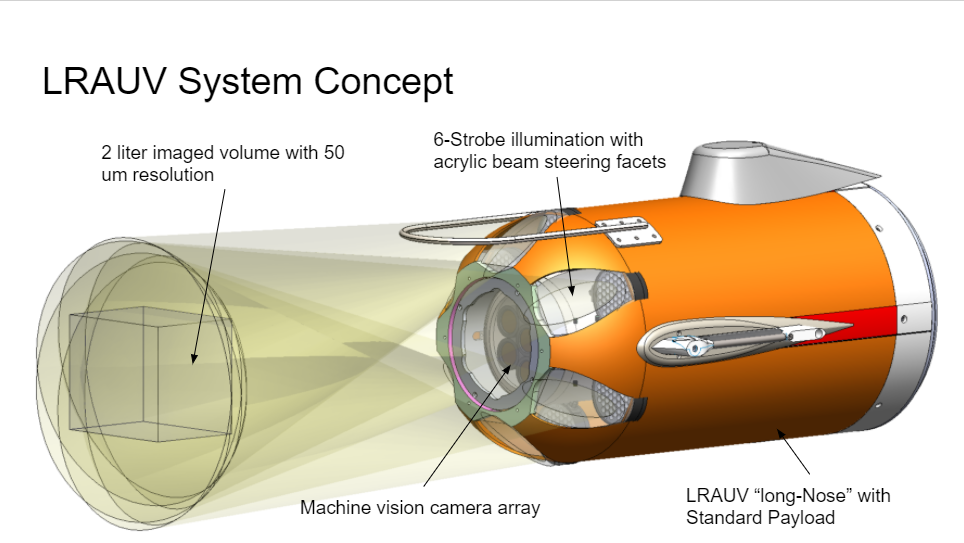 LRAUV System Concept
2 liter imaged volume with 50
um resolution
6-Strobe illumination with
acrylic beam steering facets
Machine vision camera array
LRAUV “long-Nose” with
Standard Payload